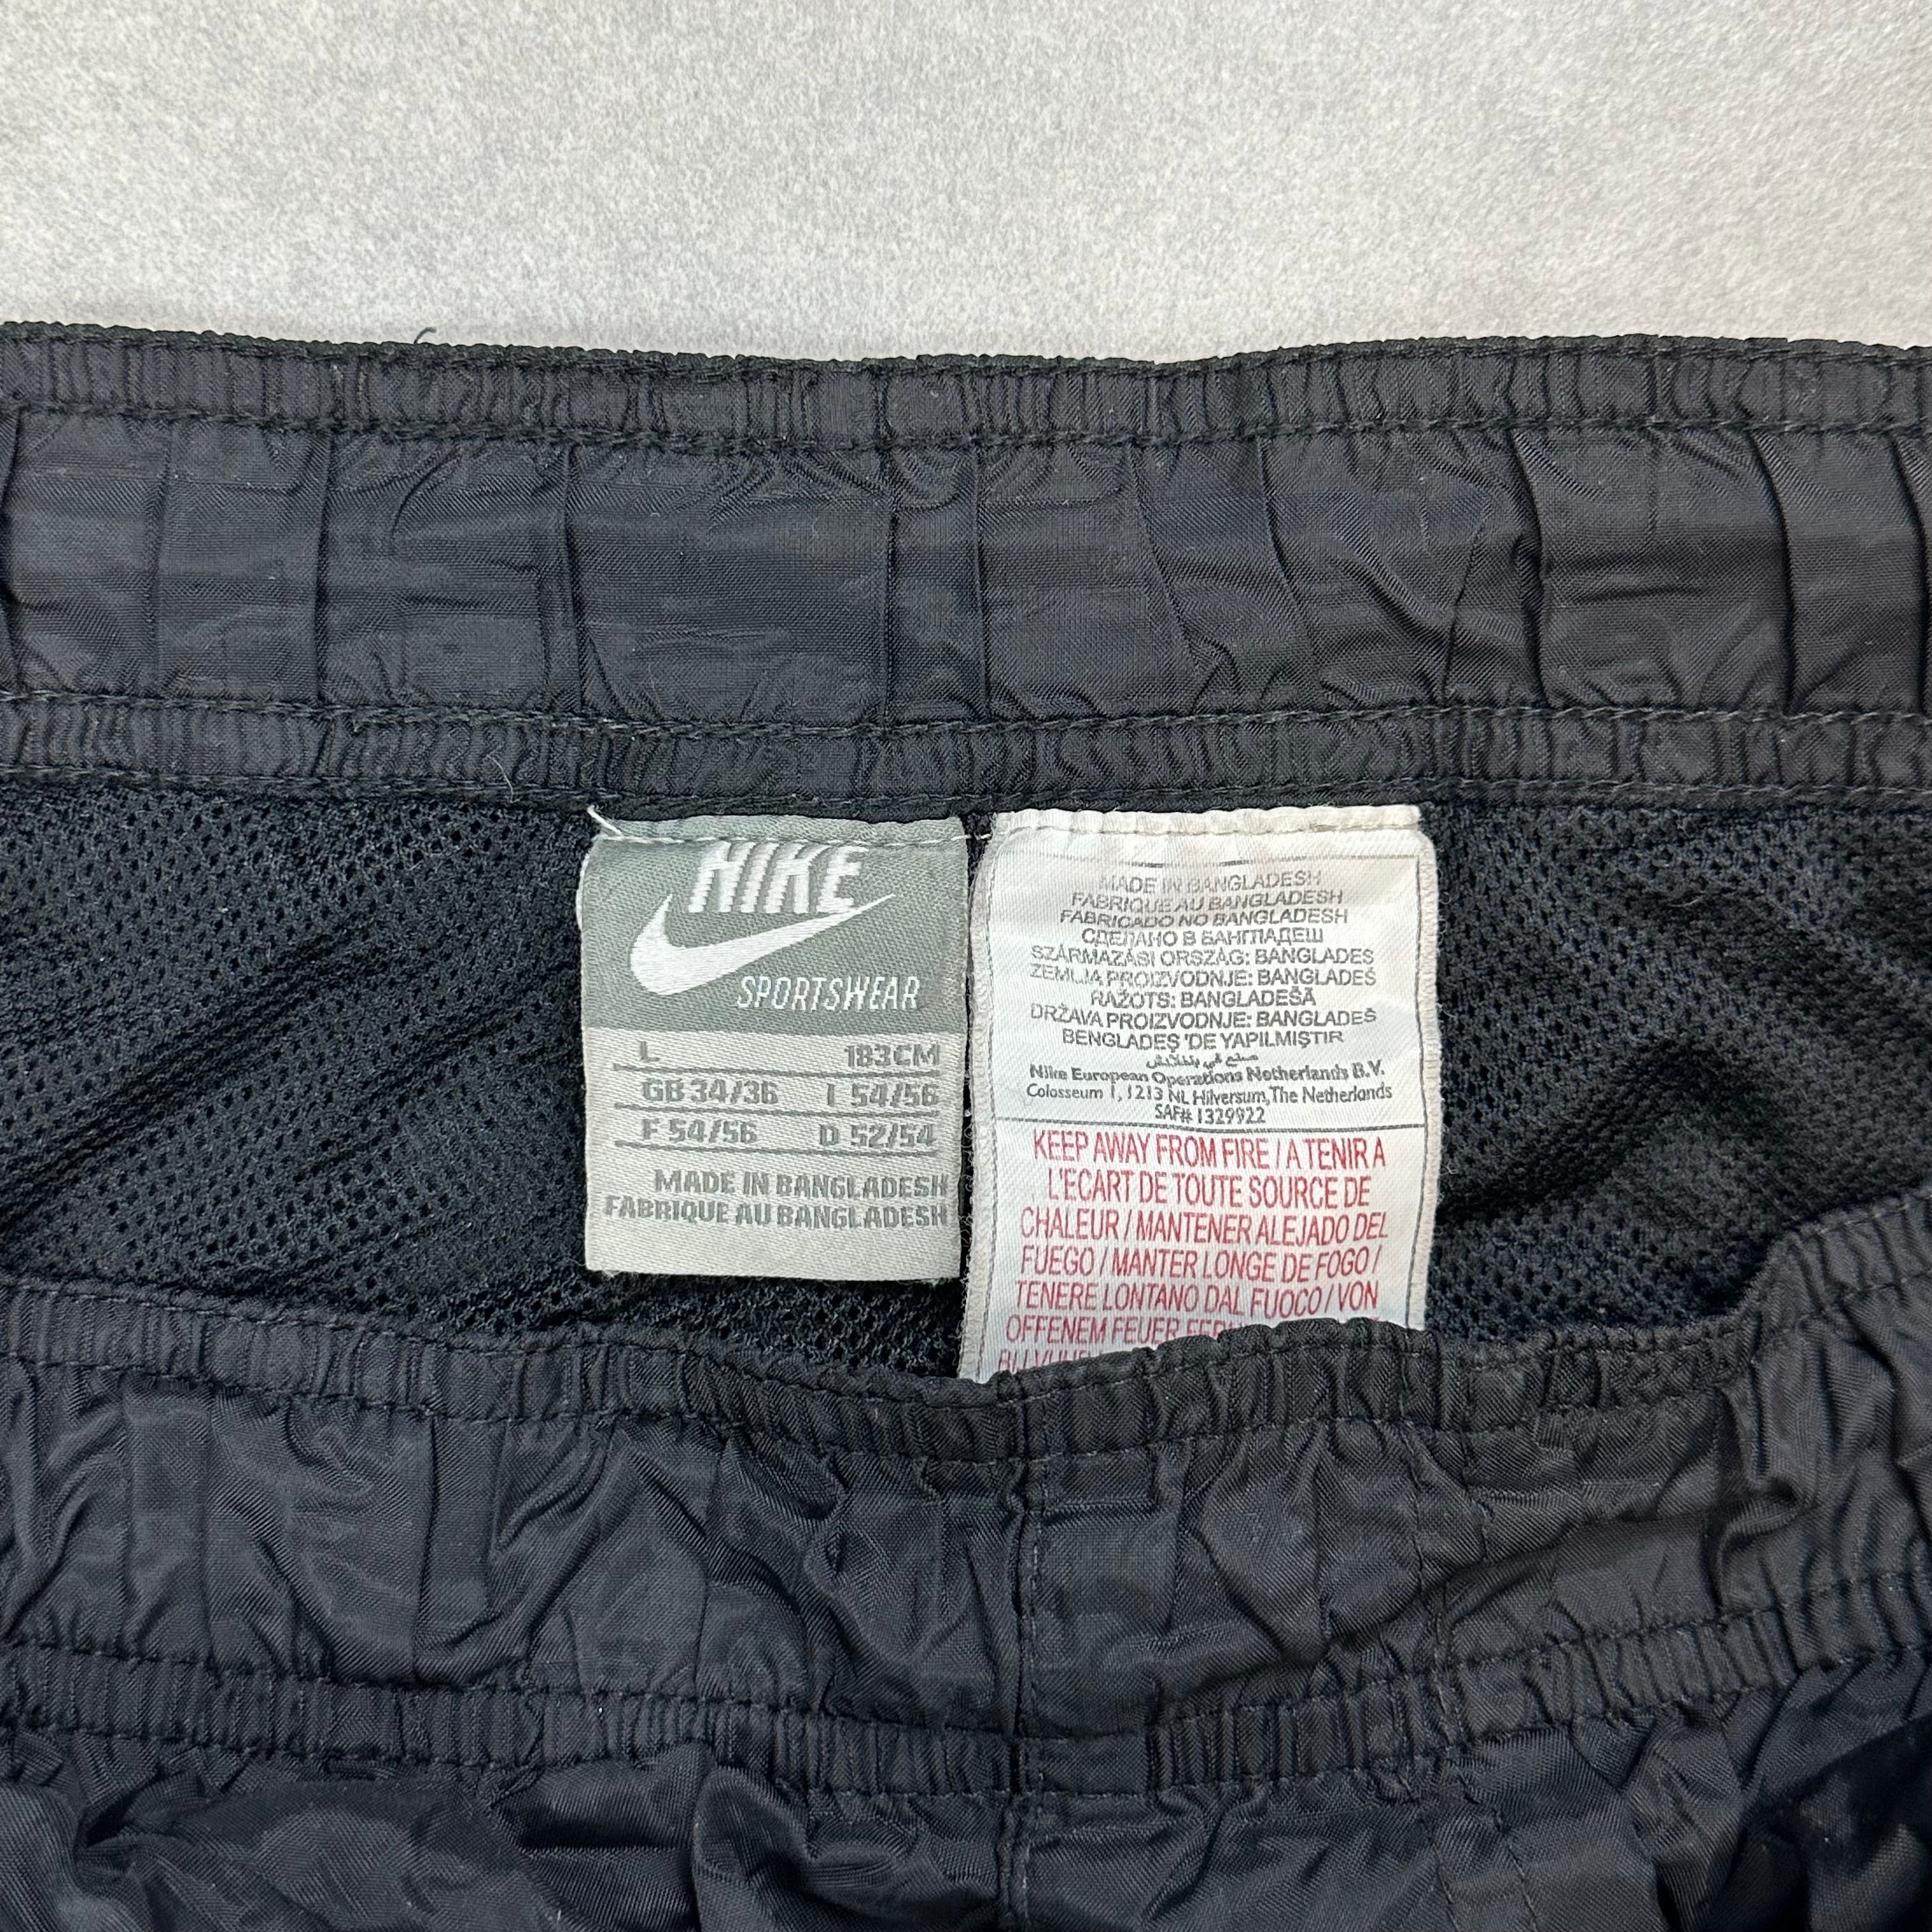 NIKE
SPORTSWEAR
L 183CM
GB 34/36 I 54/56
F 54/56 D 52/54
MADE IN BANGLADESH
FABRIQUE AU BANGLADESH
MADE IN BANGLADESH
FABRIQUE AU BANGLADESH
FABRICADO NO BANGLADESH
СДЕЛАНО В БАНГЛАДЕШ
SZÁRMAZÁSI ORSZÁG: BANGLADES
ZEMLJA PROIZVODNJE: BANGLADEŠ
RAŽOTS: BANGLADEŠĀ
DRŽAVA PROIZVODNJE: BANGLADEŠ
BENGLADEŞ 'DE YAPILMIŞTIR
صنع في بنغلادش
Nike European Operations Netherlands B.V.
Colosseum 1, 1213 NL Hilversum, The Netherlands
SAF# 1329922
KEEP AWAY FROM FIRE / A TENIR A
L'ECART DE TOUTE SOURCE DE
CHALEUR / MANTENER ALEJADO DEL
FUEGO / MANTER LONGE DE FOGO /
TENERE LONTANO DAL FUOCO / VON
OFFENEM FEUER